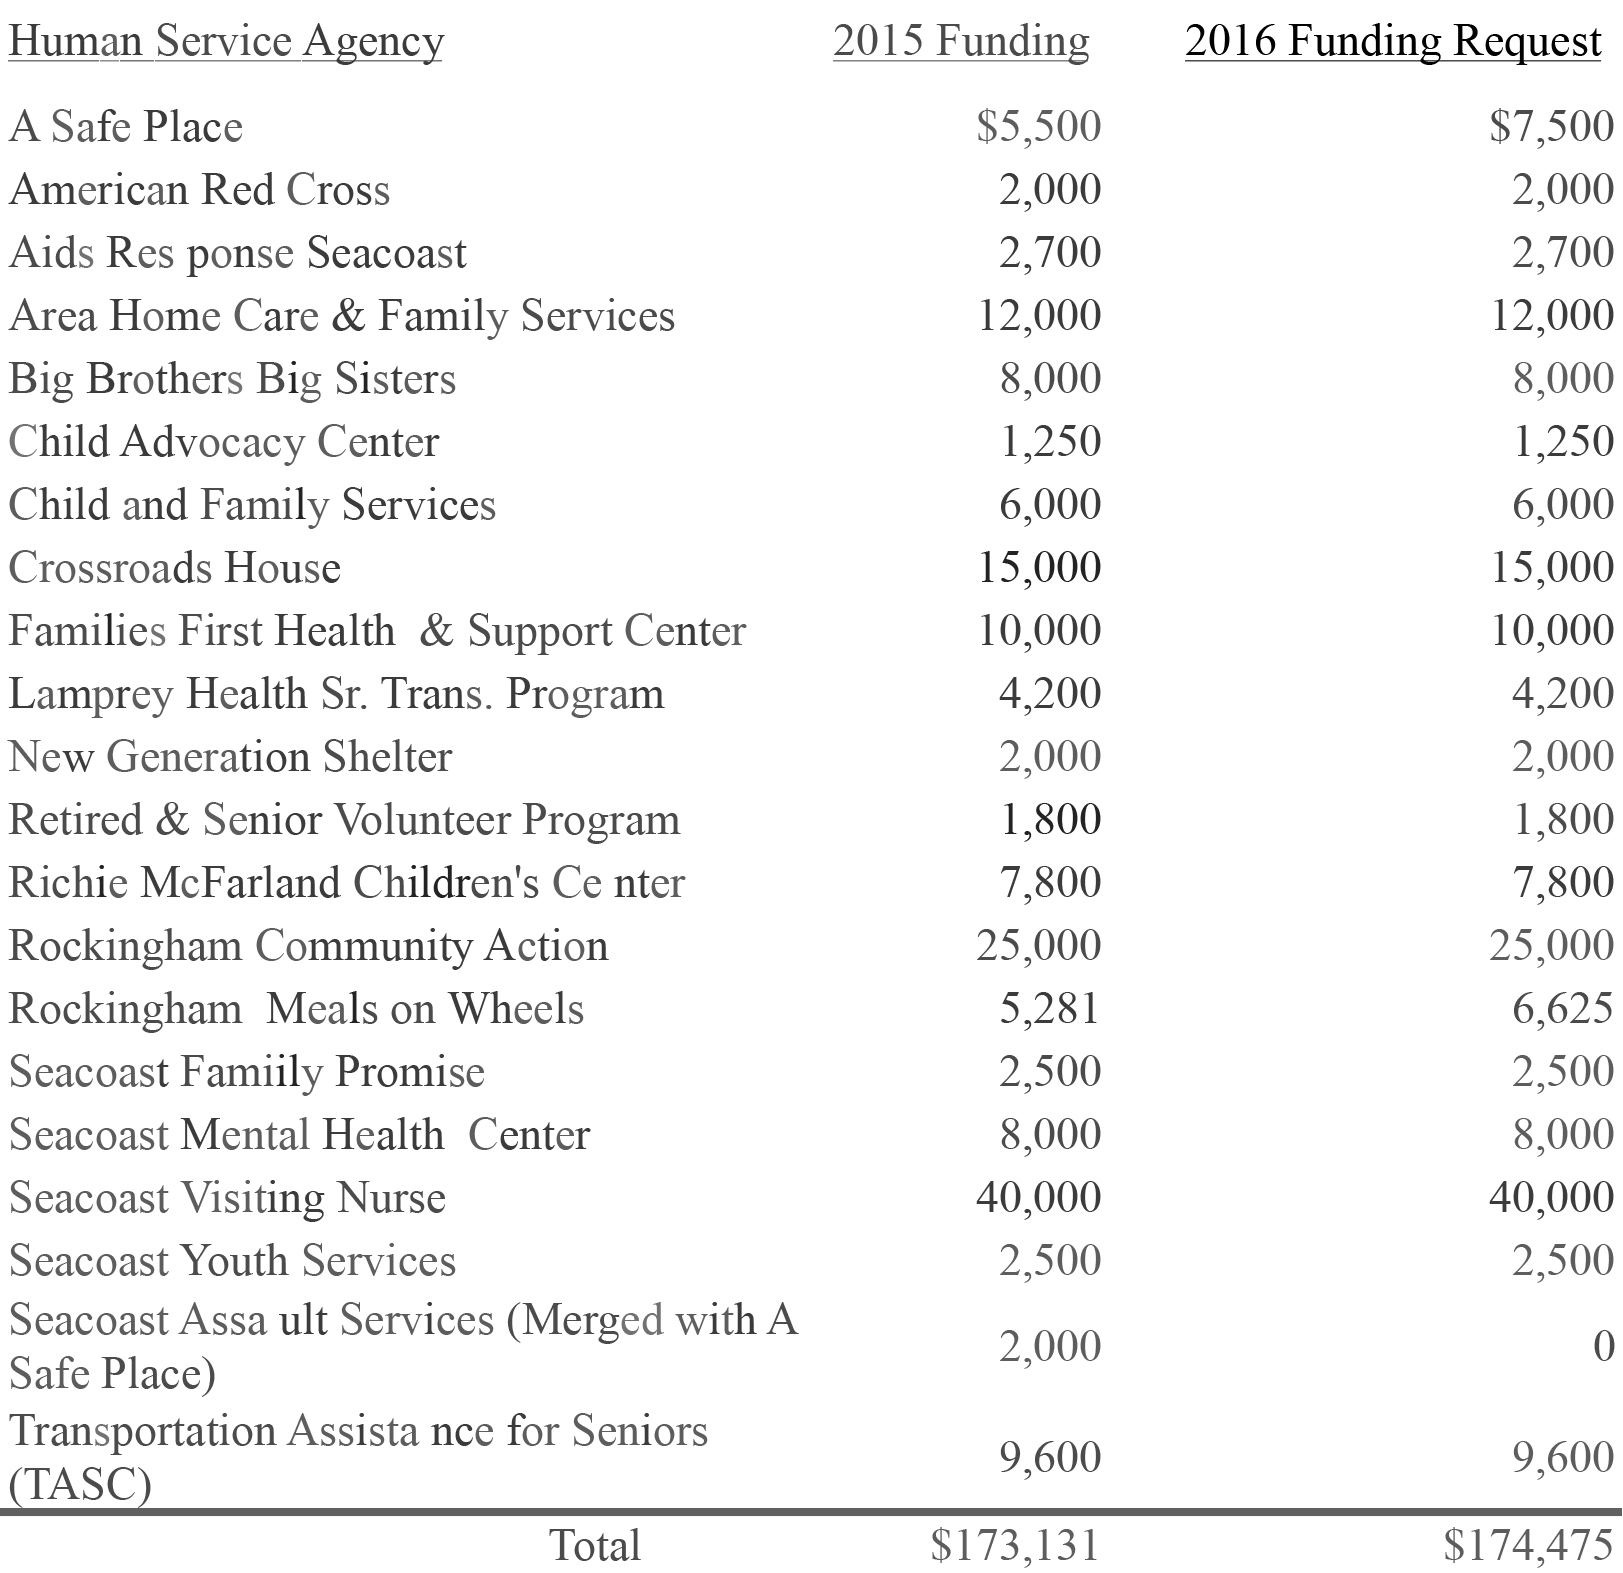 Human Service Agency 2015 Funding 2016 Funding Request
A Safe Place $5,500 $7,500
American Red Cross 2,000 2,000
Aids Res ponse Seacoast 2,700 2,700
Area Home Care & Family Services 12,000 12,000
Big Brothers Big Sisters 8,000 8,000
Child Advocacy Center 1,250 1,250
Child and Family Services 6,000 6,000
Crossroads House 15,000 15,000
Families First Health & Support Center 10,000 10,000
Lamprey Health Sr. Trans. Program 4,200 4,200
New Generation Shelter 2,000 2,000
Retired & Senior Volunteer Program 1,800 1,800
Richie McFarland Children's Ce nter 7,800 7,800
Rockingham Community Action 25,000 25,000
Rockingham Meals on Wheels 5,281 6,625
Seacoast Famiily Promise 2,500 2,500
Seacoast Mental Health Center 8,000 8,000
Seacoast Visiting Nurse 40,000 40,000
Seacoast Youth Services 2,500 2,500
Seacoast Assa ult Services (Merged with A
Safe Place) 2,000 0
Transportation Assista nce for Seniors
(TASC) 9,600 9,600
Total $173,131 $174,475